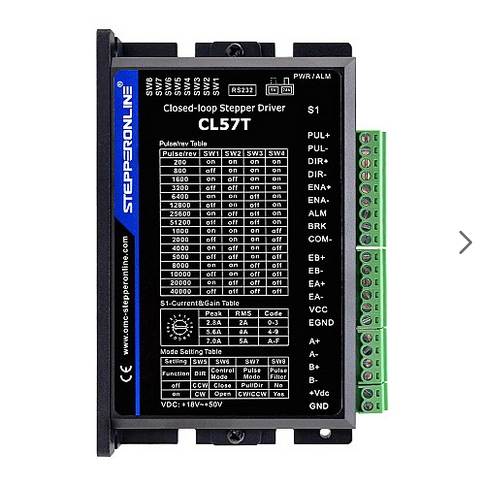 STEPPERONLINE®
www.omc-stepperonline.com
CE
SW8
SW7
SW6
SW5
SW4
SW3
SW2
SW1
RS232
5V 24V
PWR/ALM
Closed-loop Stepper Driver
CL57T
S1
Pulse/rev Table
Pulse/rev SW1 SW2 SW3 SW4
200 on on on on
800 off on on on
1600 on off on on
3200 off off on on
6400 on on off on
12800 off on off on
25600 on off off on
51200 off off off on
1000 on on on off
2000 off on on off
4000 on off on off
5000 off off on off
8000 on on off off
10000 off on off off
20000 on off off off
40000 off off off off
S1-Current&Gain Table
Peak RMS Code
2.8A 2A 0-3
5.6A 4A 4-9
7.0A 5A A-F
Mode Setting Table
Setting SW5 SW6 SW7 SW8
Function DIR Control Mode Pulse Mode Pulse Filter
off CCW Close Pul/Dir No
on CW Open CW/CCW Yes
VDC: +18V~+50V
PUL+
PUL-
DIR+
DIR-
ENA+
ENA-
ALM
BRK
COM-
EB+
EB-
EA+
EA-
VCC
EGND
A+
A-
B+
B-
+Vdc
GND